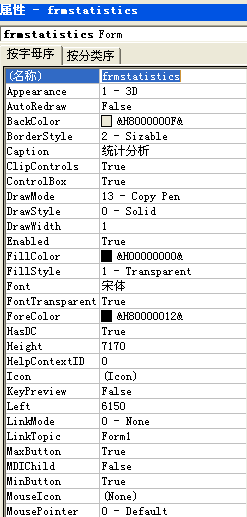 属性 - frmstatistics
frmstatistics Form
按字母序 按分类序
(名称) frmstatistics
Appearance 1 - 3D
AutoRedraw False
BackColor &H8000000F&
BorderStyle 2 - Sizable
Caption 统计分析
ClipControls True
ControlBox True
DrawMode 13 - Copy Pen
DrawStyle 0 - Solid
DrawWidth 1
Enabled True
FillColor &H00000000&
FillStyle 1 - Transparent
Font 宋体
FontTransparent True
ForeColor &H80000012&
HasDC True
Height 7170
HelpContextID 0
Icon (Icon)
KeyPreview False
Left 6150
LinkMode 0 - None
LinkTopic Form1
MaxButton True
MDIChild False
MinButton True
MouseIcon (None)
MousePointer 0 - Default